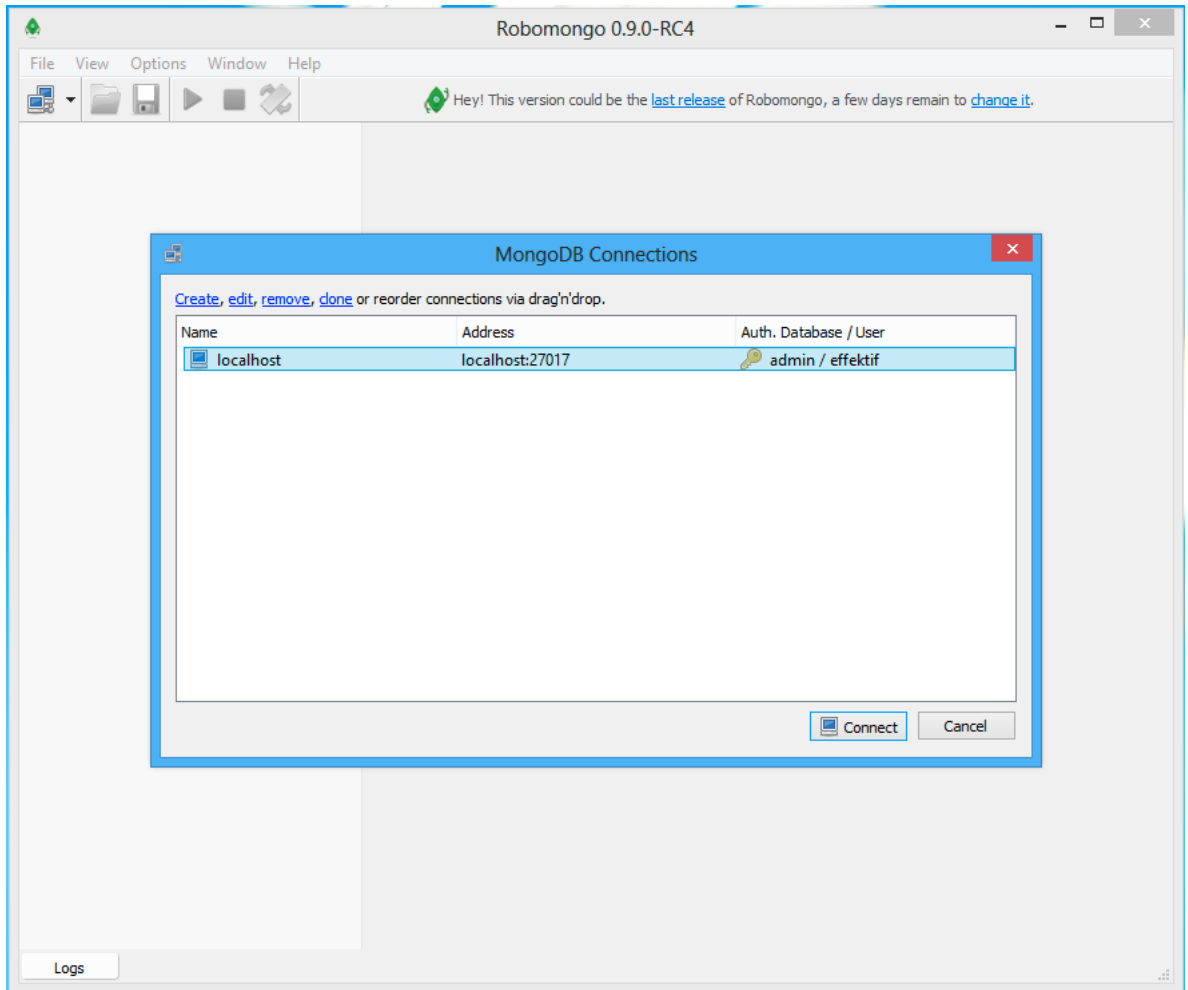 Robomongo 0.9.0-RC4
File View Options Window Help
Hey! This version could be the last release of Robomongo, a few days remain to change it.
MongoDB Connections
Create, edit, remove, clone or reorder connections via drag'n'drop.
Name Address Auth. Database / User
localhost localhost:27017 admin / effektif
Connect Cancel
Logs